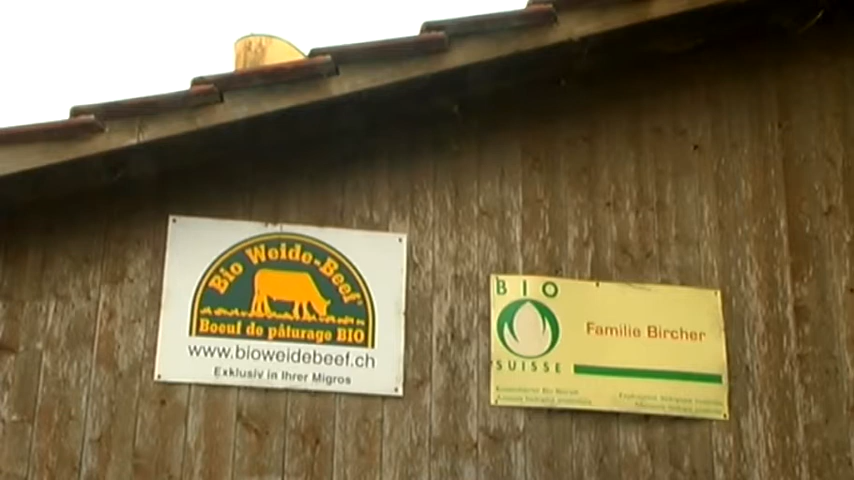 Bio Weide-Beef
Boeuf de pâturage BIO
www.bioweidebeef.ch
Exklusiv in Ihrer Migros
BIO
SUISSE
Familie Bircher